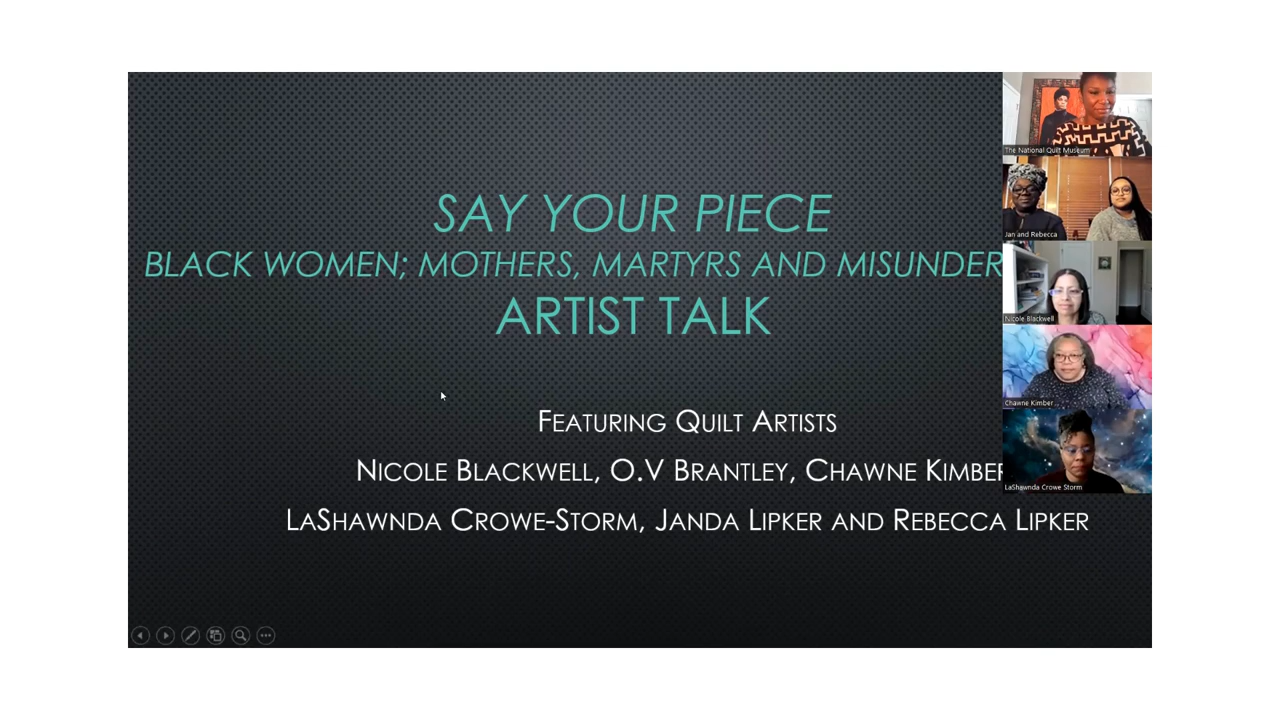 SAY YOUR PIECE
BLACK WOMEN; MOTHERS, MARTYRS AND MISUNDER
ARTIST TALK
FEATURING QUILT ARTISTS
NICOLE BLACKWELL, O.V BRANTLEY, CHAWNE KIMBER
LASHAWNDA CROWE-STORM, JANDA LIPKER AND REBECCA LIPKER
The National Quilt Museum
Jan and Rebecca
Nicole Blackwell
Chawne Kimber...
LaShawnda Crowe Storm